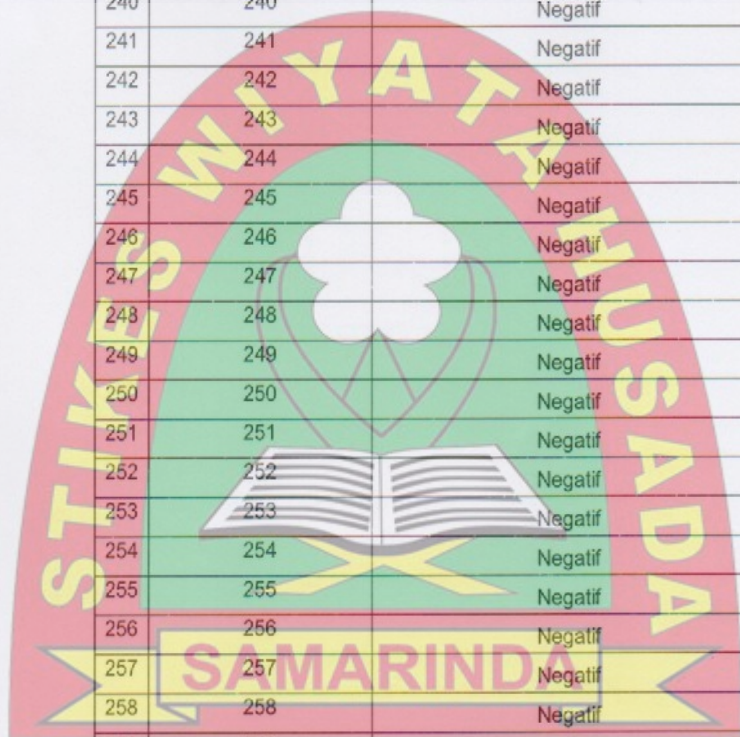 240 240 Negatif
241 241 Negatif
242 242 Negatif
243 243 Negatif
244 244 Negatif
245 245 Negatif
246 246 Negatif
247 247 Negatif
248 248 Negatif
249 249 Negatif
250 250 Negatif
251 251 Negatif
252 252 Negatif
253 253 Negatif
254 254 Negatif
255 255 Negatif
256 256 Negatif
257 257 Negatif
258 258 Negatif
STIKES WIYATA HUSADA
SAMARINDA